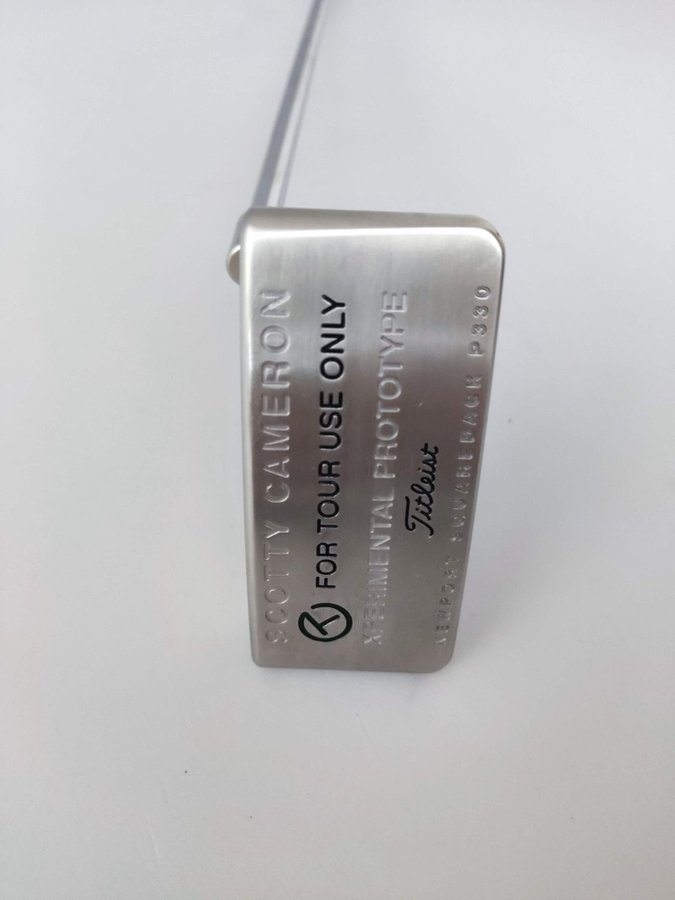 SCOTTY CAMERON
FOR TOUR USE ONLY
XPERIMENTAL PROTOTYPE
Titleist
NEWPORT SQUAREBACK P330